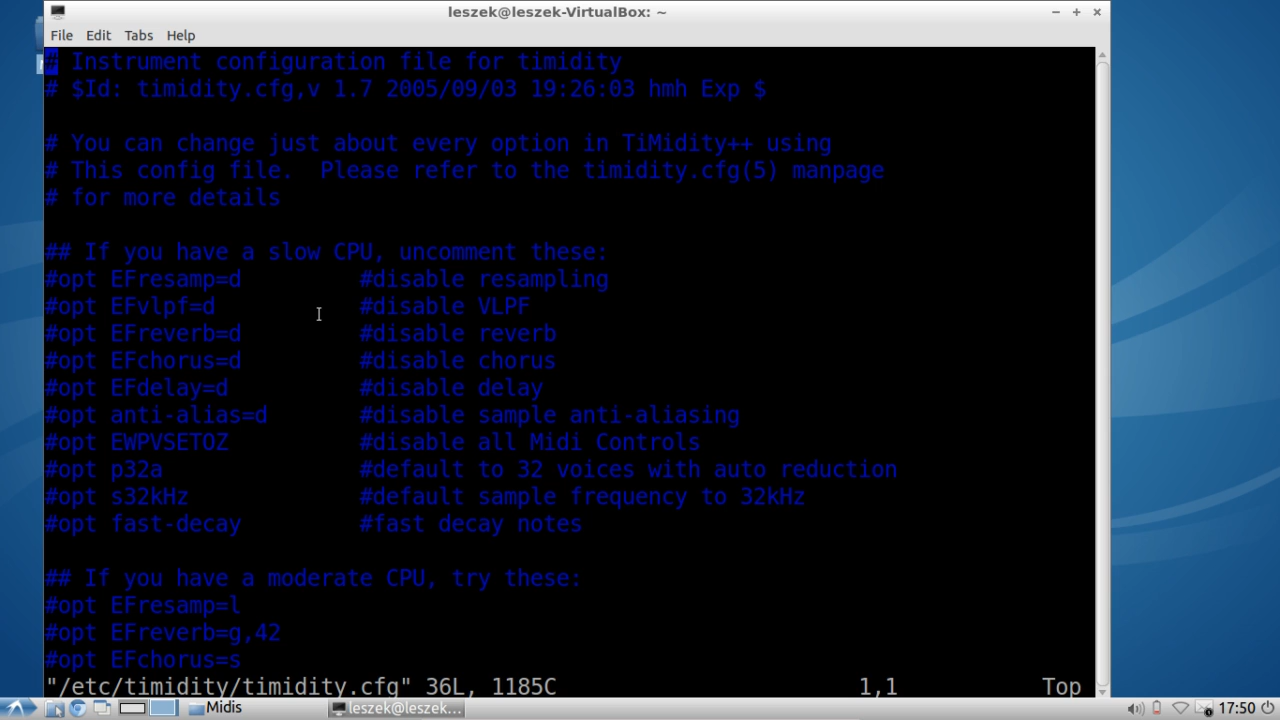 leszek@leszek-VirtualBox: ~
File Edit Tabs Help
# Instrument configuration file for timidity
# $Id: timidity.cfg,v 1.7 2005/09/03 19:26:03 hmh Exp $
# You can change just about every option in TiMidity++ using
# This config file.  Please refer to the timidity.cfg(5) manpage
# for more details
## If you have a slow CPU, uncomment these:
#opt EFresamp=d         #disable resampling
#opt EFvlpf=d           #disable VLPF
#opt EFreverb=d         #disable reverb
#opt EFchorus=d         #disable chorus
#opt EFdelay=d          #disable delay
#opt anti-alias=d       #disable sample anti-aliasing
#opt EWPVSETOZ          #disable all Midi Controls
#opt p32a               #default to 32 voices with auto reduction
#opt s32kHz             #default sample frequency to 32kHz
#opt fast-decay         #fast decay notes
## If you have a moderate CPU, try these:
#opt EFresamp=l
#opt EFreverb=g,42
#opt EFchorus=s
"/etc/timidity/timidity.cfg" 36L, 1185C 1,1 Top
Midis leszek@leszek... 17:50